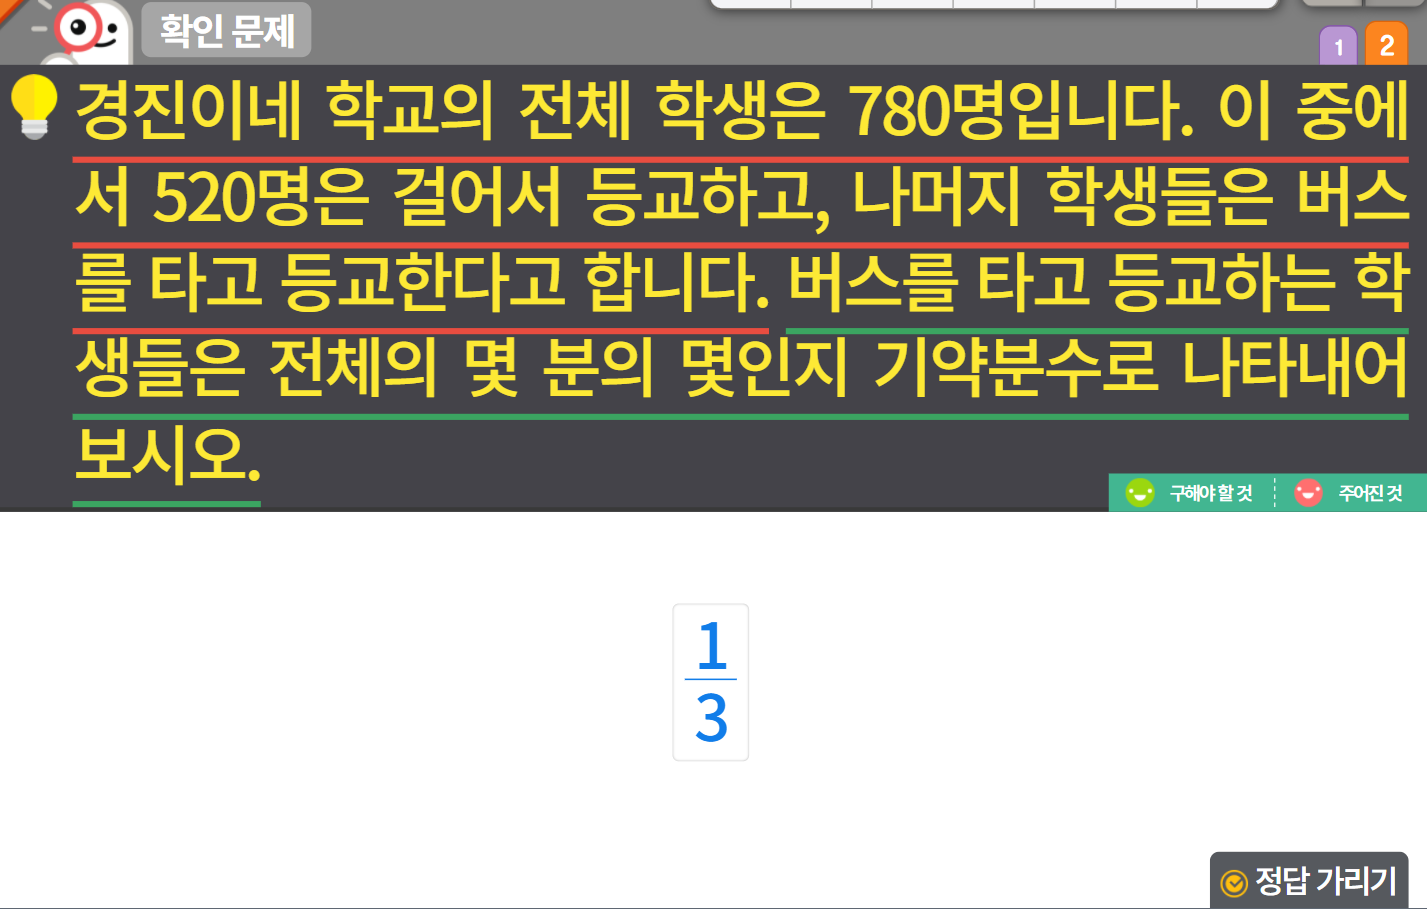 확인 문제
1 2
경진이네 학교의 전체 학생은 780명입니다. 이 중에
서 520명은 걸어서 등교하고, 나머지 학생들은 버스
를 타고 등교한다고 합니다. 버스를 타고 등교하는 학
생들은 전체의 몇 분의 몇인지 기약분수로 나타내어
보시오.
구해야 할 것 주어진 것
1
3
정답 가리기